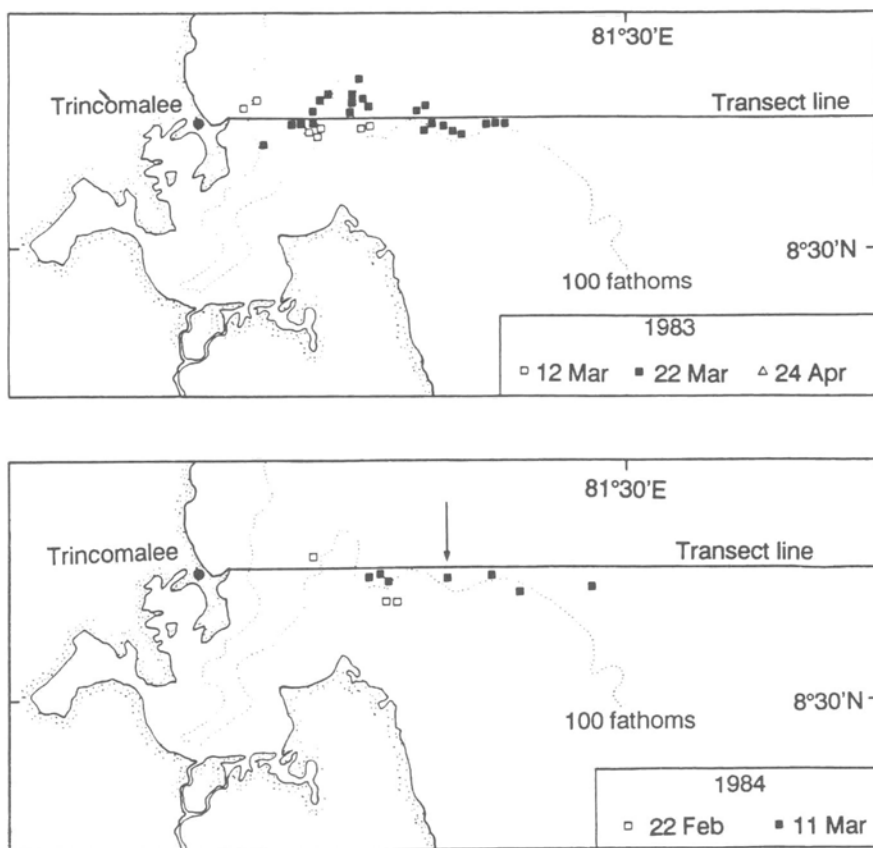 81°30'E
Trincomalee
Transect line
8°30'N
100 fathoms
1983
12 Mar 22 Mar 24 Apr
81°30'E
Trincomalee
Transect line
8°30'N
100 fathoms
1984
22 Feb 11 Mar